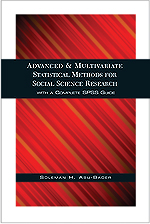 Advanced & Multivariate
Statistical Methods for
Social Science Research
with a Complete SPSS Guide
Soleman H. Abu-Bader